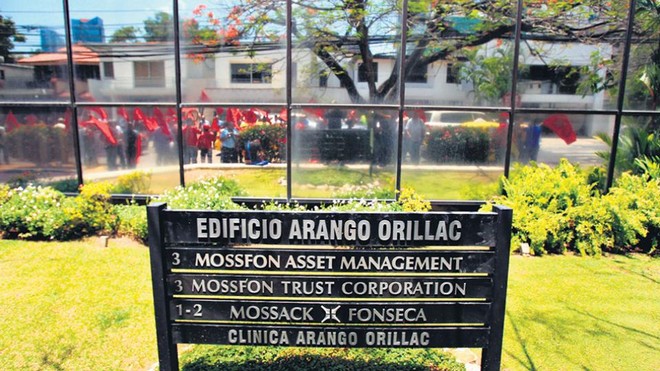 EDIFICIO ARANGO ORILLAC
3 MOSSFON ASSET MANAGEMENT
3 MOSSFON TRUST CORPORATION
1-2 MOSSACK FONSECA
CLINICA ARANGO ORILLAC